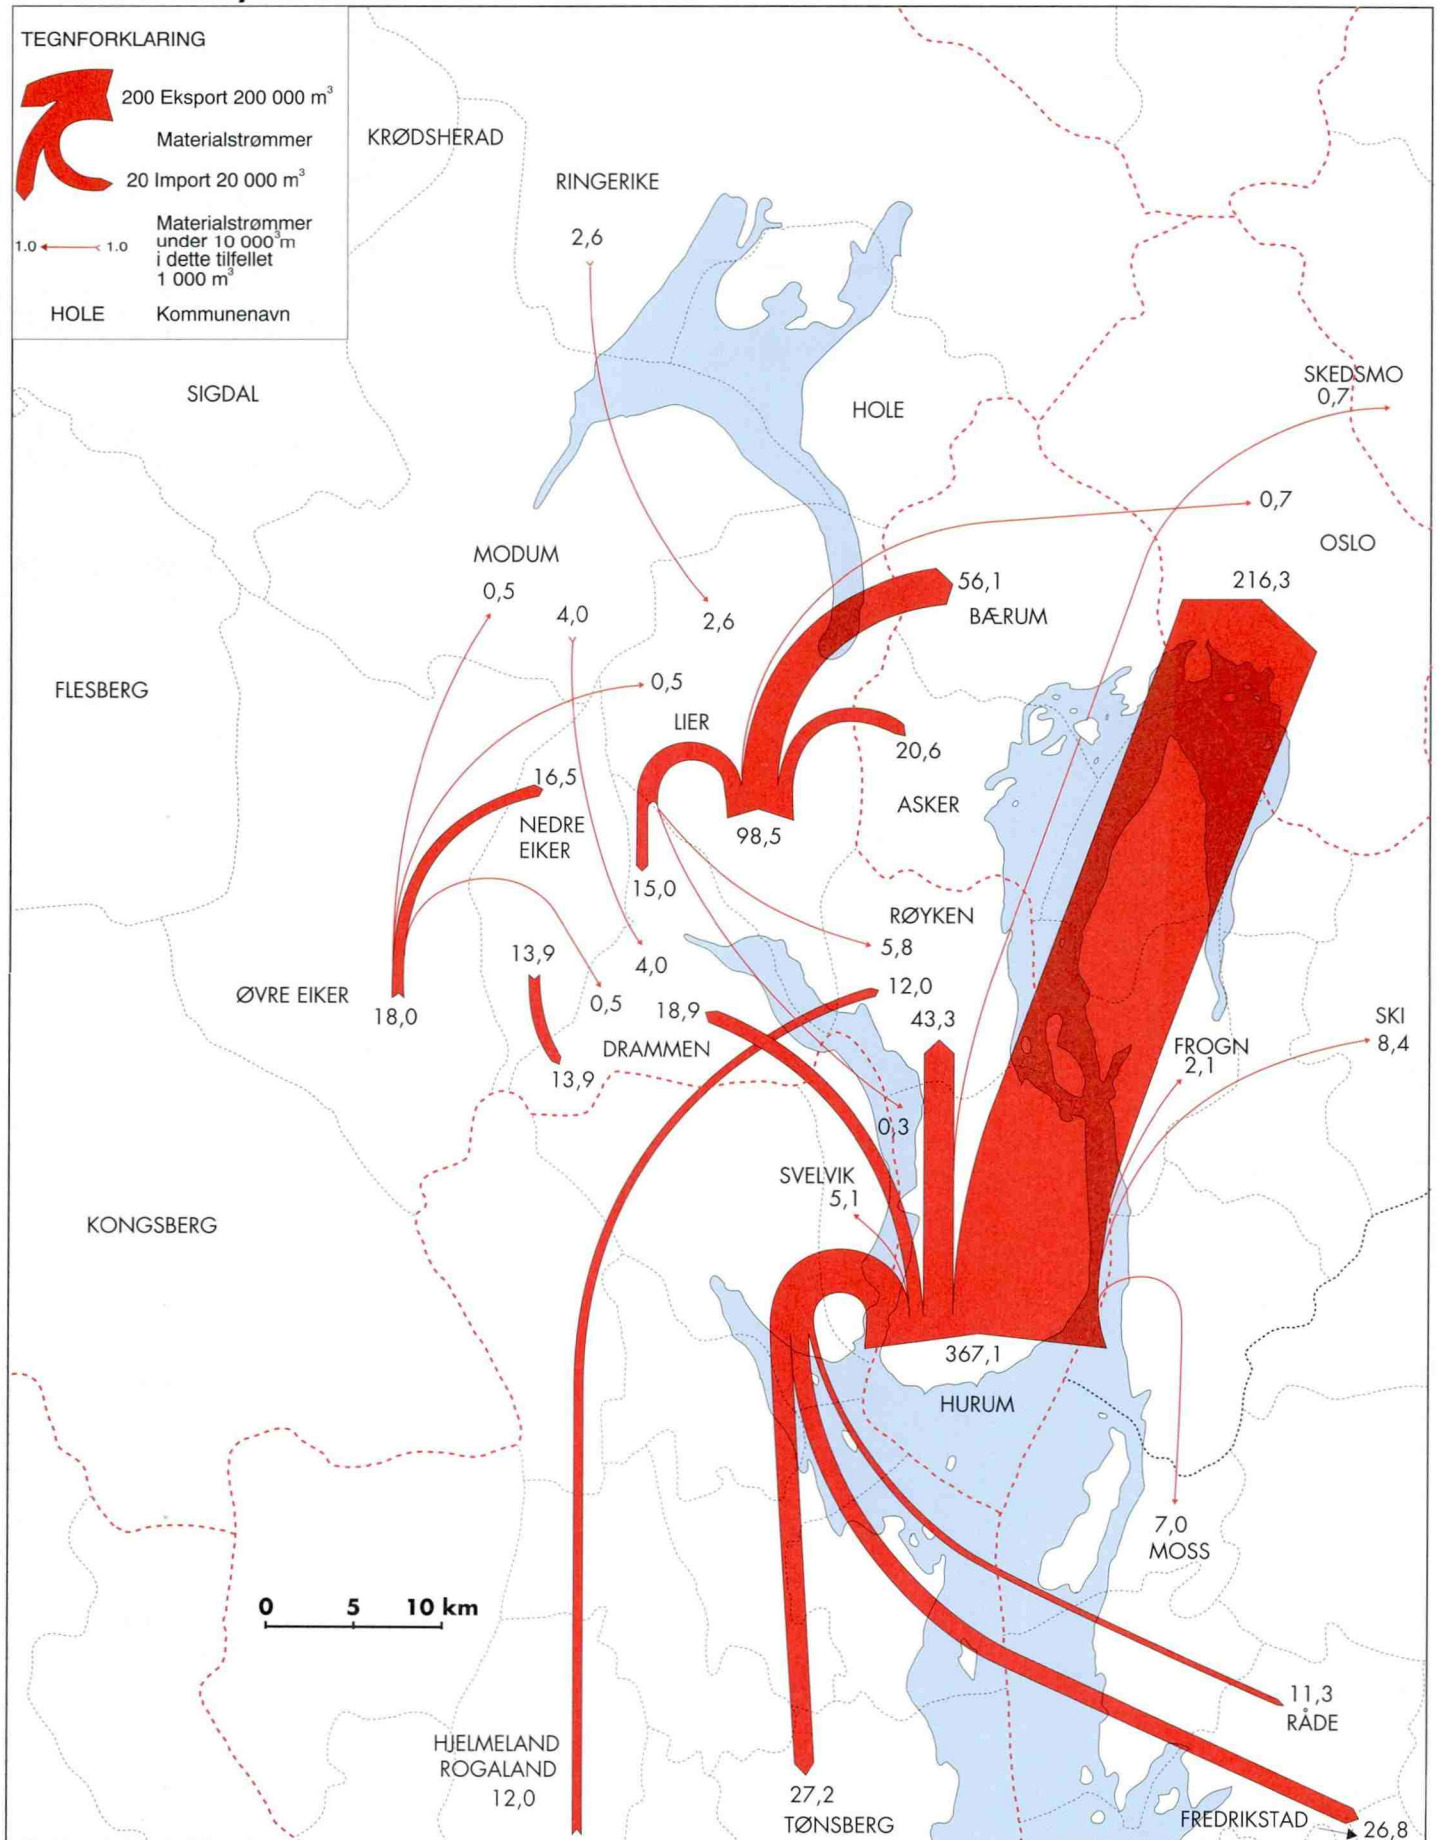 TEGNFORKLARING
200 Eksport 200 000 m³
Materialstrømmer
20 Import 20 000 m³
1.0 1.0
Materialstrømmer
under 10 000³m
i dette tilfellet
1 000 m³
HOLE Kommunenavn
KRØDSHERAD
RINGERIKE
2,6
SIGDAL
HOLE
SKEDSMO
0,7
0,7
OSLO
216,3
MODUM
0,5
4,0
2,6
56,1
BÆRUM
FLESBERG
0,5
LIER
20,6
16,5
ASKER
NEDRE
EIKER
98,5
15,0
RØYKEN
5,8
13,9
4,0
12,0
ØVRE EIKER
18,0
0,5
18,9
43,3
SKI
8,4
DRAMMEN
FROGN
2,1
13,9
0,3
SVELVIK
5,1
KONGSBERG
367,1
HURUM
7,0
MOSS
0 5 10 km
11,3
RÅDE
HJELMELAND
ROGALAND
12,0
27,2
TØNSBERG
FREDRIKSTAD
26,8